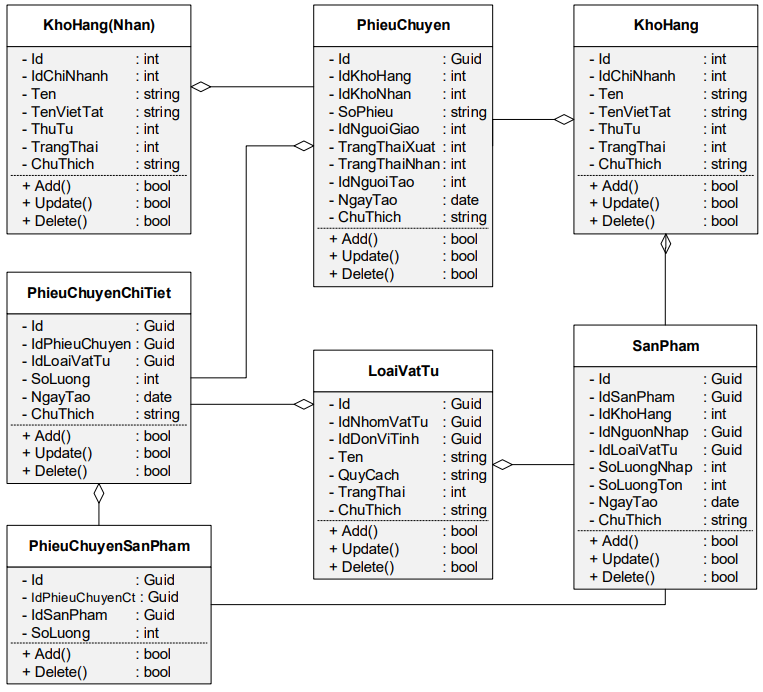 KhoHang(Nhan)
- Id : int
- IdChiNhanh : int
- Ten : string
- TenVietTat : string
- ThuTu : int
- TrangThai : int
- ChuThich : string
+ Add() : bool
+ Update() : bool
+ Delete() : bool
PhieuChuyen
- Id : Guid
- IdKhoHang : int
- IdKhoNhan : int
- SoPhieu : string
- IdNguoiGiao : int
- TrangThaiXuat : int
- TrangThaiNhan : int
- IdNguoiTao : int
- NgayTao : date
- ChuThich : string
+ Add() : bool
+ Update() : bool
+ Delete() : bool
KhoHang
- Id : int
- IdChiNhanh : int
- Ten : string
- TenVietTat : string
- ThuTu : int
- TrangThai : int
- ChuThich : string
+ Add() : bool
+ Update() : bool
+ Delete() : bool
PhieuChuyenChiTiet
- Id : Guid
- IdPhieuChuyen : Guid
- IdLoaiVatTu : Guid
- SoLuong : int
- NgayTao : date
- ChuThich : string
+ Add() : bool
+ Update() : bool
+ Delete() : bool
LoaiVatTu
- Id : Guid
- IdNhomVatTu : Guid
- IdDonViTinh : Guid
- Ten : string
- QuyCach : string
- TrangThai : int
- ChuThich : string
+ Add() : bool
+ Update() : bool
+ Delete() : bool
SanPham
- Id : Guid
- IdSanPham : Guid
- IdKhoHang : int
- IdNguonNhap : Guid
- IdLoaiVatTu : Guid
- SoLuongNhap : int
- SoLuongTon : int
- NgayTao : date
- ChuThich : string
+ Add() : bool
+ Update() : bool
+ Delete() : bool
PhieuChuyenSanPham
- Id : Guid
- IdPhieuChuyenCt : Guid
- IdSanPham : Guid
- SoLuong : int
+ Add() : bool
+ Delete() : bool